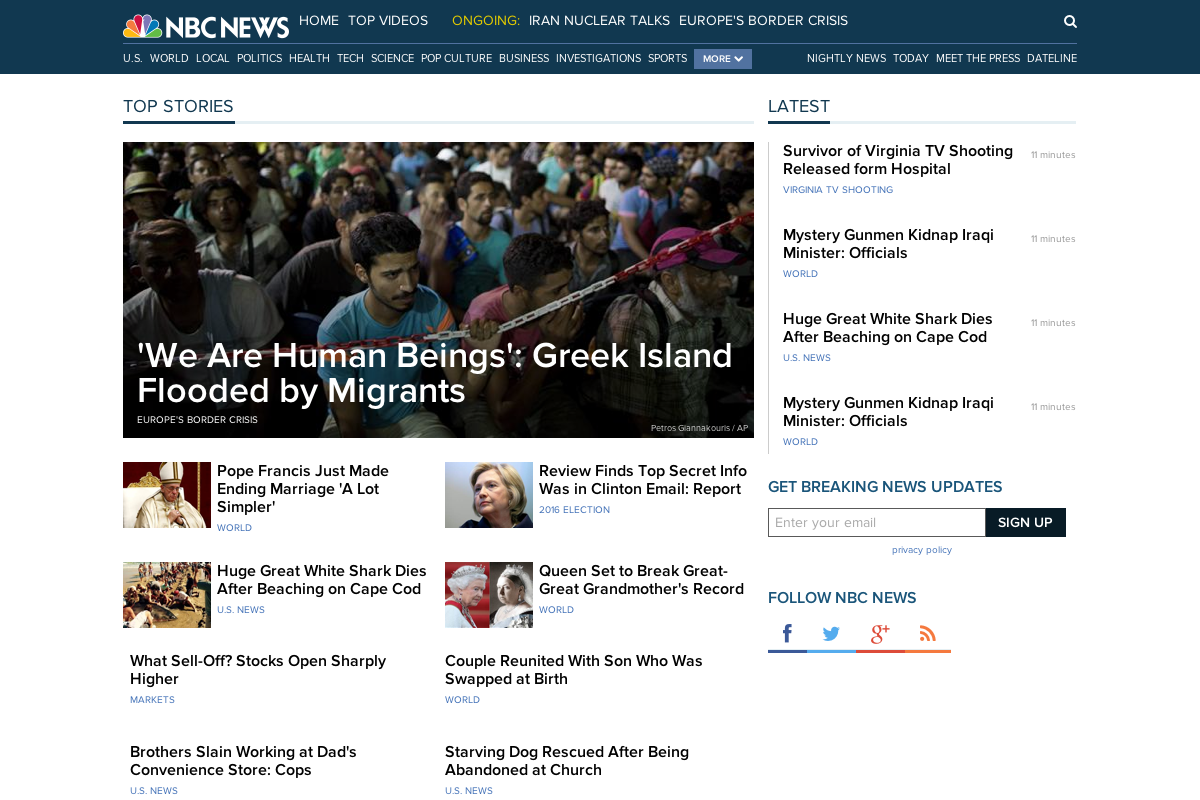 NBC NEWS
HOME TOP VIDEOS ONGOING: IRAN NUCLEAR TALKS EUROPE'S BORDER CRISIS
U.S. WORLD LOCAL POLITICS HEALTH TECH SCIENCE POP CULTURE BUSINESS INVESTIGATIONS SPORTS MORE NIGHTLY NEWS TODAY MEET THE PRESS DATELINE
TOP STORIES
'We Are Human Beings': Greek Island
Flooded by Migrants
EUROPE'S BORDER CRISIS
Petros Giannakouris / AP
Pope Francis Just Made
Ending Marriage 'A Lot
Simpler'
WORLD
Review Finds Top Secret Info
Was in Clinton Email: Report
2016 ELECTION
Huge Great White Shark Dies
After Beaching on Cape Cod
U.S. NEWS
Queen Set to Break Great-
Great Grandmother's Record
WORLD
What Sell-Off? Stocks Open Sharply
Higher
MARKETS
Couple Reunited With Son Who Was
Swapped at Birth
WORLD
Brothers Slain Working at Dad's
Convenience Store: Cops
U.S. NEWS
Starving Dog Rescued After Being
Abandoned at Church
U.S. NEWS
LATEST
Survivor of Virginia TV Shooting
Released form Hospital
11 minutes
VIRGINIA TV SHOOTING
Mystery Gunmen Kidnap Iraqi
Minister: Officials
11 minutes
WORLD
Huge Great White Shark Dies
After Beaching on Cape Cod
11 minutes
U.S. NEWS
Mystery Gunmen Kidnap Iraqi
Minister: Officials
11 minutes
WORLD
GET BREAKING NEWS UPDATES
Enter your email SIGN UP
privacy policy
FOLLOW NBC NEWS